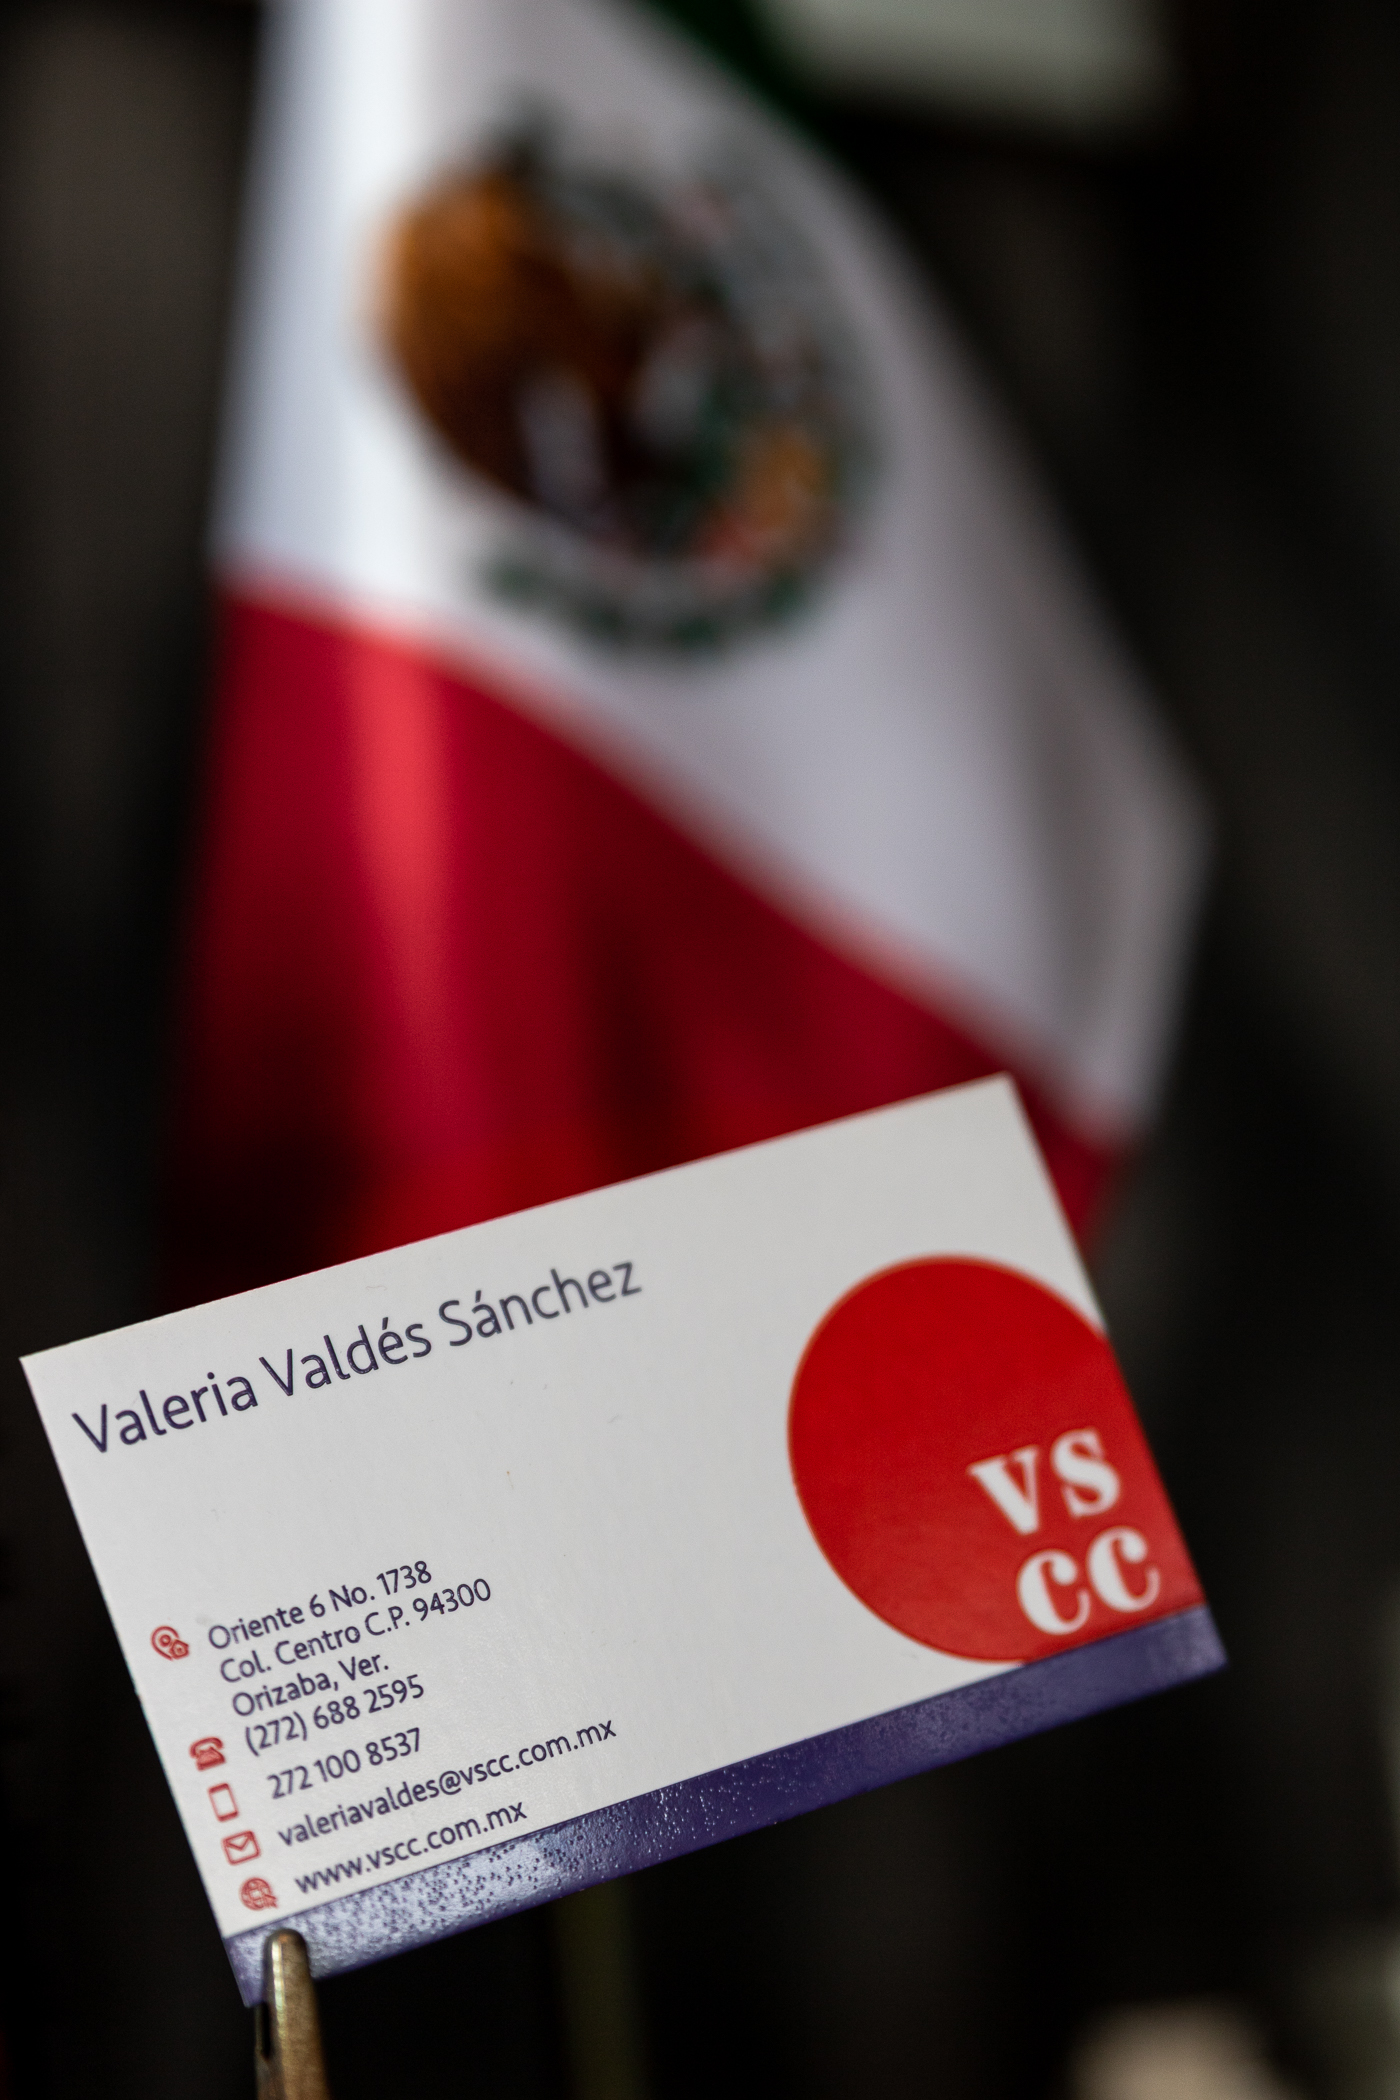 Valeria Valdés Sánchez
vs
cc
Oriente 6 No. 1738
Col. Centro C.P. 94300
Orizaba, Ver.
(272) 688 2595
272 100 8537
valeriavaldes@vscc.com.mx
www.vscc.com.mx